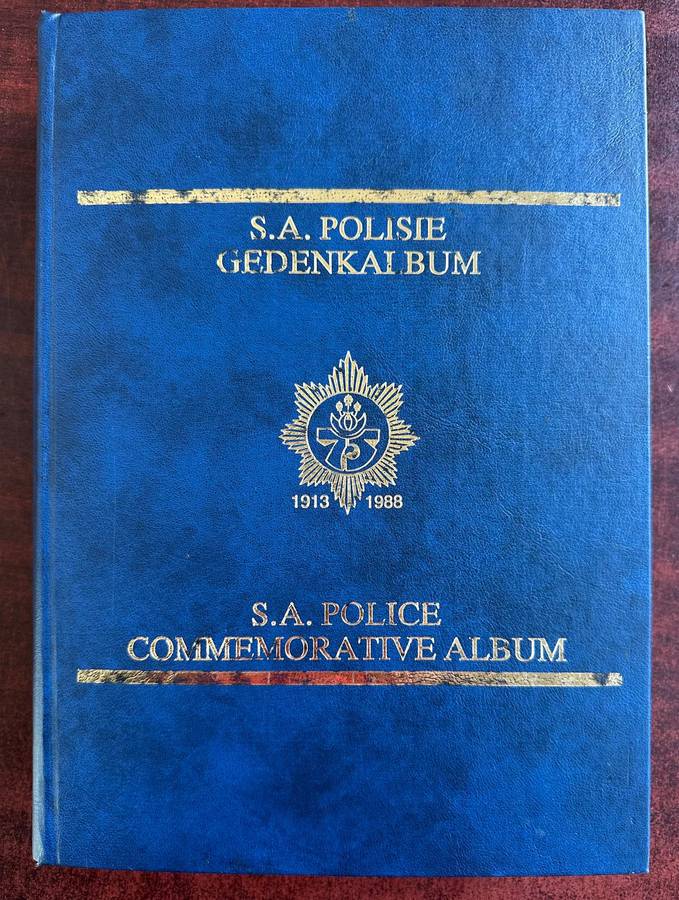 S.A. POLISIE
GEDENKALBUM
75
1913 1988
S.A. POLICE
COMMEMORATIVE ALBUM